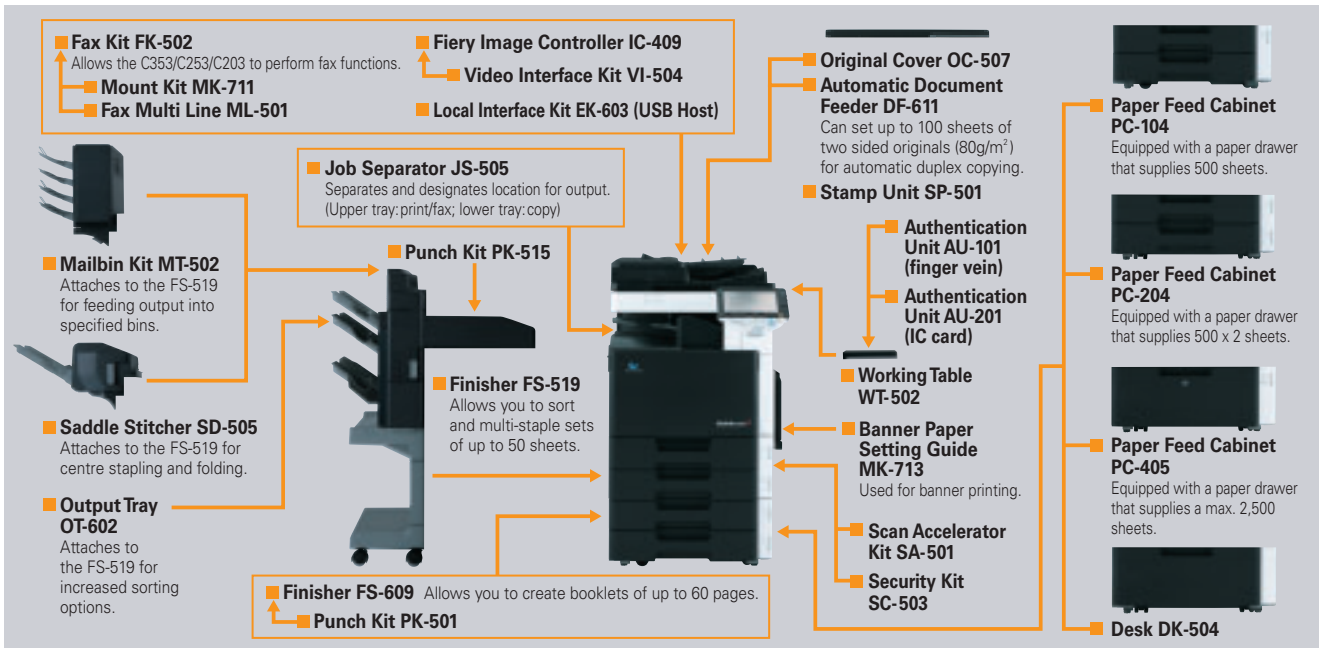 Fax Kit FK-502
Allows the C353/C253/C203 to perform fax functions.
Mount Kit MK-711
Fax Multi Line ML-501
Fiery Image Controller IC-409
Video Interface Kit VI-504
Local Interface Kit EK-603 (USB Host)
Job Separator JS-505
Separates and designates location for output.
(Upper tray: print/fax; lower tray: copy)
Mailbin Kit MT-502
Attaches to the FS-519
for feeding output into
specified bins.
Saddle Stitcher SD-505
Attaches to the FS-519 for
centre stapling and folding.
Output Tray
OT-602
Attaches to
the FS-519 for
increased sorting
options.
Punch Kit PK-515
Finisher FS-519
Allows you to sort
and multi-staple sets
of up to 50 sheets.
Finisher FS-609 Allows you to create booklets of up to 60 pages.
Punch Kit PK-501
Original Cover OC-507
Automatic Document
Feeder DF-611
Can set up to 100 sheets of
two sided originals (80g/m²)
for automatic duplex copying.
Stamp Unit SP-501
Authentication
Unit AU-101
(finger vein)
Authentication
Unit AU-201
(IC card)
Working Table
WT-502
Banner Paper
Setting Guide
MK-713
Used for banner printing.
Scan Accelerator
Kit SA-501
Security Kit
SC-503
Paper Feed Cabinet
PC-104
Equipped with a paper drawer
that supplies 500 sheets.
Paper Feed Cabinet
PC-204
Equipped with a paper drawer
that supplies 500 x 2 sheets.
Paper Feed Cabinet
PC-405
Equipped with a paper drawer
that supplies a max. 2,500
sheets.
Desk DK-504